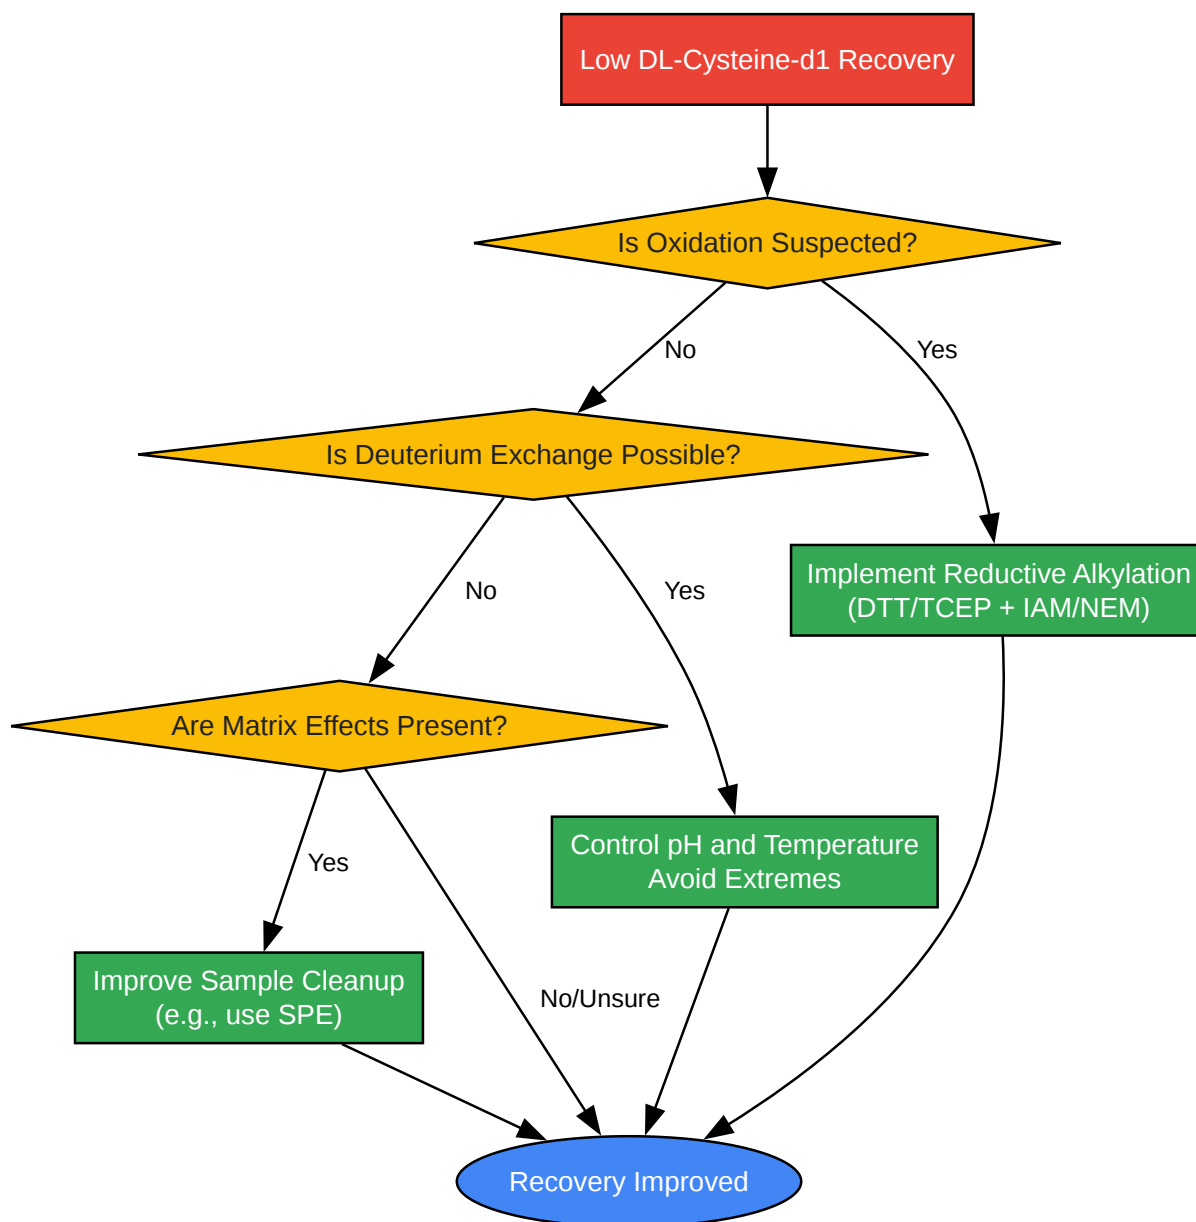 Low DL-Cysteine-d1 Recovery
Is Oxidation Suspected?
No
Yes
Is Deuterium Exchange Possible?
Implement Reductive Alkylation
(DTT/TCEP + IAM/NEM)
No
Yes
Are Matrix Effects Present?
Control pH and Temperature
Avoid Extremes
Yes
Improve Sample Cleanup
(e.g., use SPE)
No/Unsure
Recovery Improved